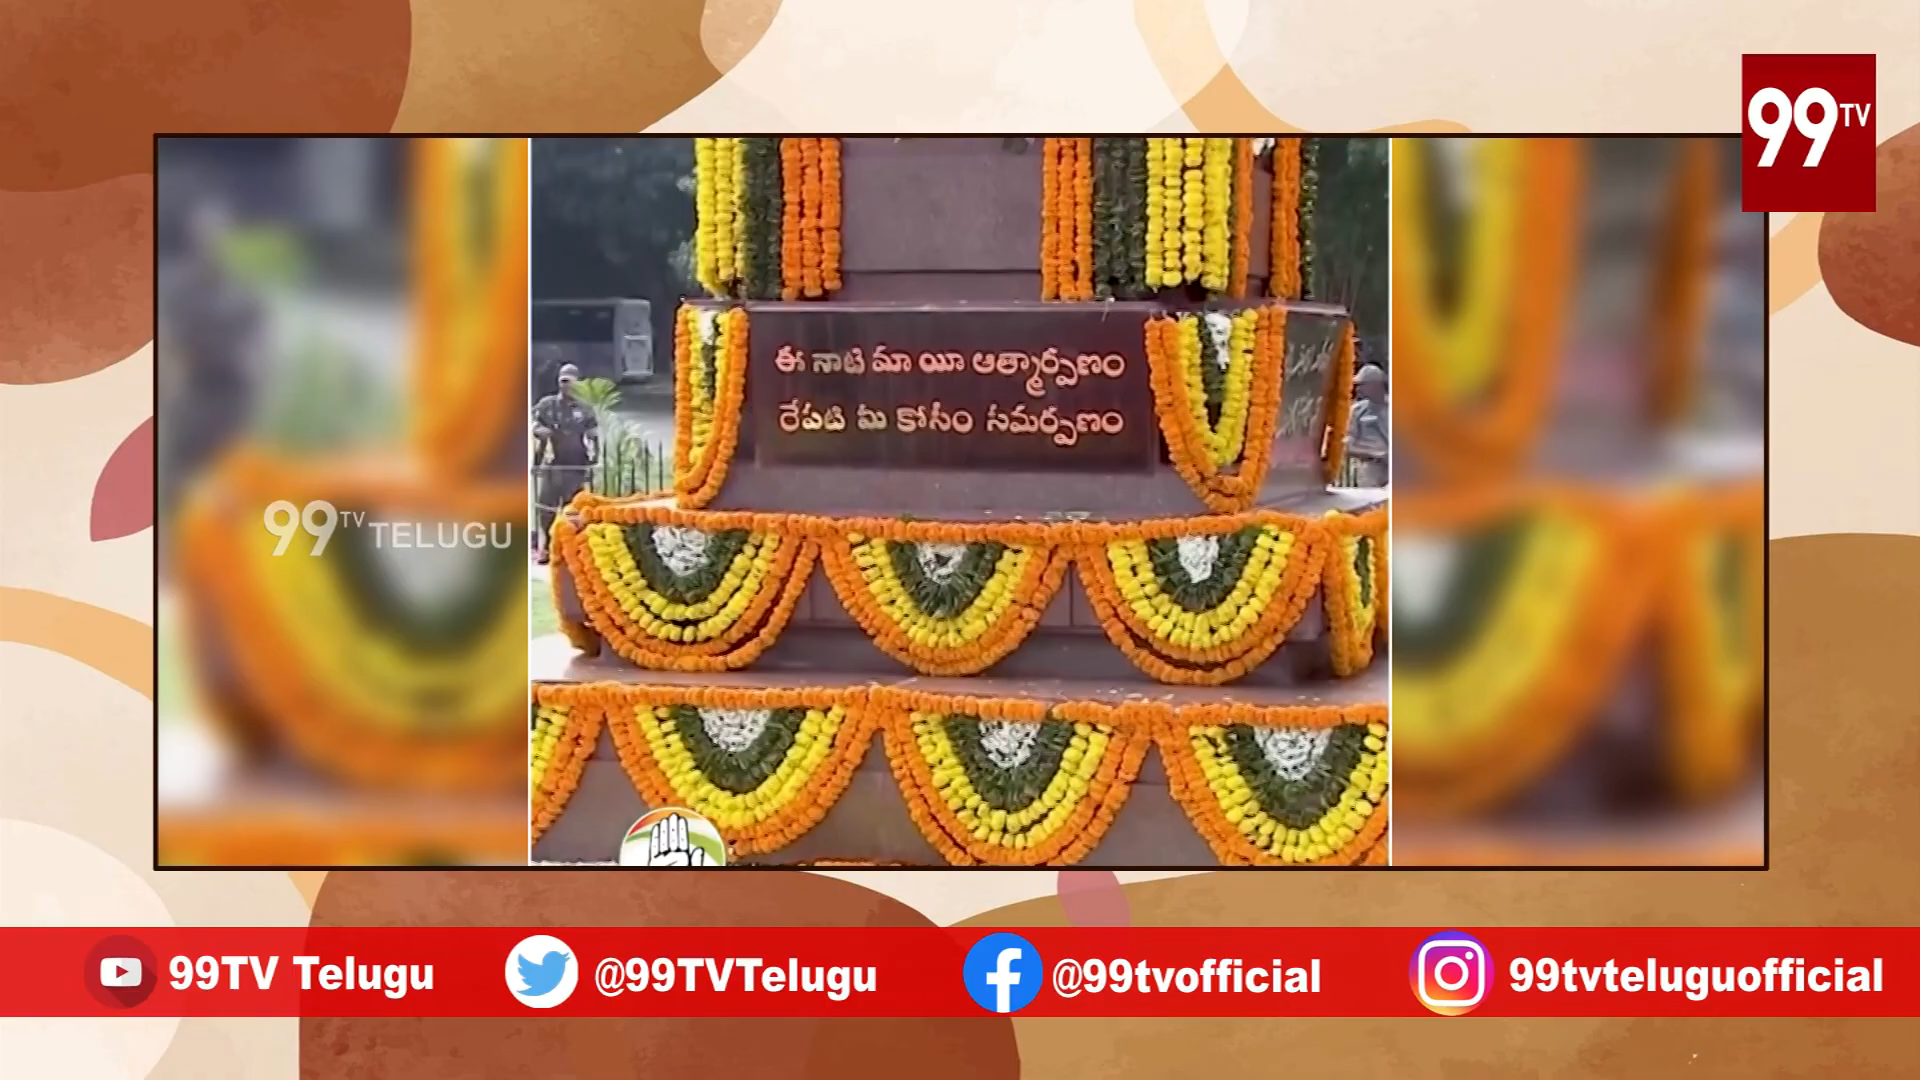 99 TV
ఈ నాటి మా యీ ఆత్మార్పణం
రేపటి మీ కోసం సమర్పణం
99 TV TELUGU
99TV Telugu
@99TVTelugu
@99tvofficial
99tvteluguofficial